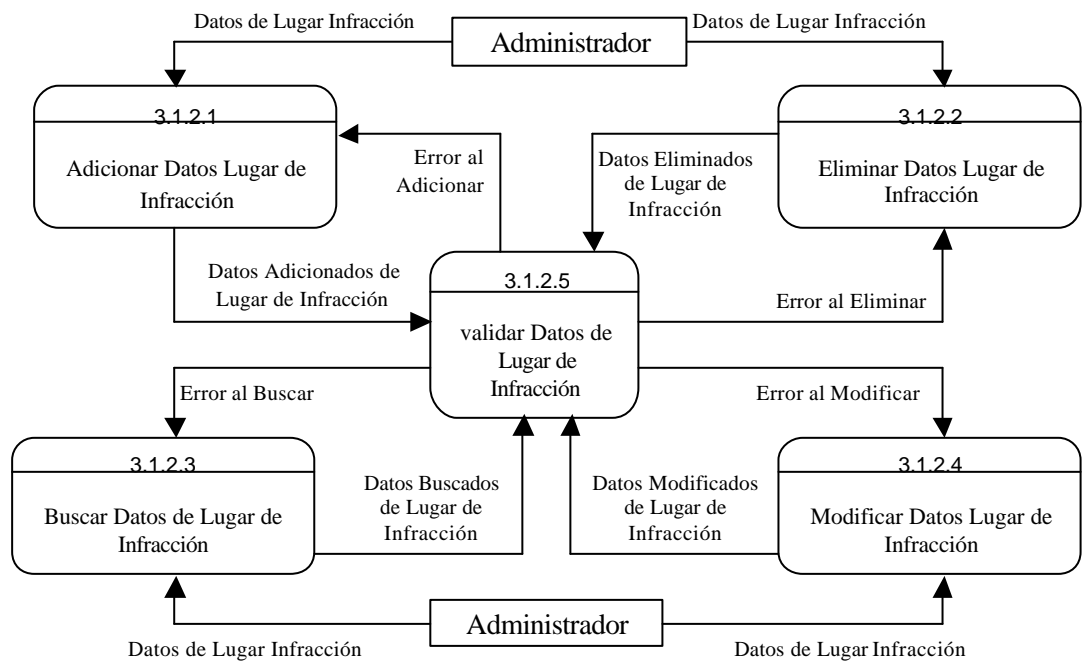 Datos de Lugar Infracción
Administrador
Datos de Lugar Infracción
3.1.2.1
Adicionar Datos Lugar de
Infracción
Error al
Adicionar
Datos Eliminados
de Lugar de
Infracción
3.1.2.2
Eliminar Datos Lugar de
Infracción
Datos Adicionados de
Lugar de Infracción
3.1.2.5
validar Datos de
Lugar de
Infracción
Error al Eliminar
Error al Buscar
Error al Modificar
3.1.2.3
Buscar Datos de Lugar de
Infracción
Datos Buscados
de Lugar de
Infracción
Datos Modificados
de Lugar de
Infracción
3.1.2.4
Modificar Datos Lugar de
Infracción
Datos de Lugar Infracción
Administrador
Datos de Lugar Infracción